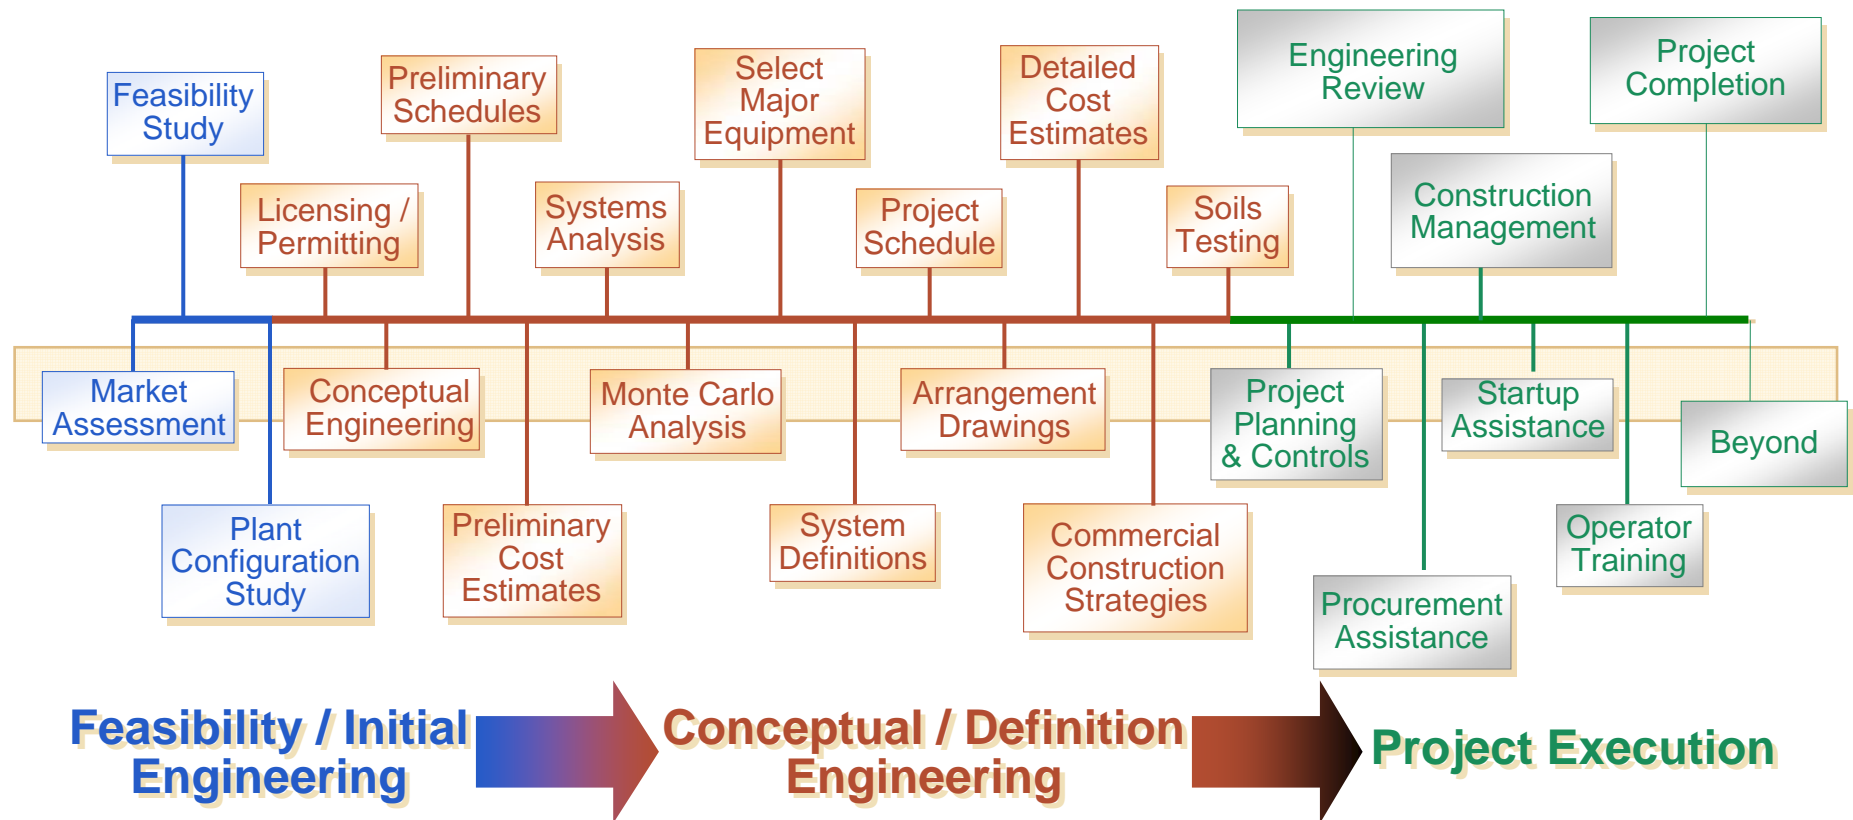 Feasibility
Study
Preliminary
Schedules
Select
Major
Equipment
Detailed
Cost
Estimates
Engineering
Review
Project
Completion
Licensing /
Permitting
Systems
Analysis
Project
Schedule
Soils
Testing
Construction
Management
Market
Assessment
Conceptual
Engineering
Monte Carlo
Analysis
Arrangement
Drawings
Project
Planning
& Controls
Startup
Assistance
Beyond
Plant
Configuration
Study
Preliminary
Cost
Estimates
System
Definitions
Commercial
Construction
Strategies
Procurement
Assistance
Operator
Training
Feasibility / Initial
Engineering
Conceptual / Definition
Engineering
Project Execution